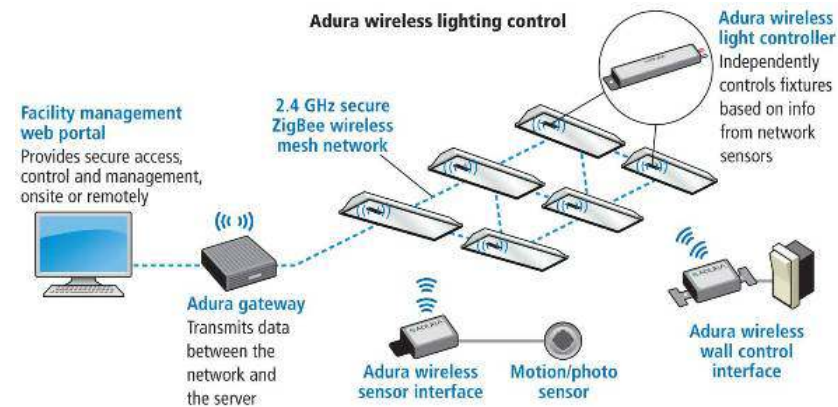 Adura wireless lighting control
Adura wireless
light controller
Independently
controls fixtures
based on info
from network
sensors
2.4 GHz secure
ZigBee wireless
mesh network
Facility management
web portal
Provides secure access,
control and management,
onsite or remotely
Adura gateway
Transmits data
between the
network and
the server
ADURA
Adura wireless
sensor interface
Motion/photo
sensor
ADURA
Adura wireless
wall control
interface